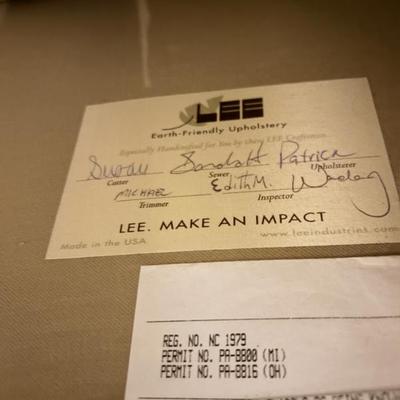 LEE
Earth-Friendly Upholstery
Especially Handcrafted for You by these LEE Craftsmen
Susan Patrick
Cutter Sewer Upholsterer
MICHAEL Edith M.
Trimmer Inspector
LEE. MAKE AN IMPACT
Made in the USA www.leeindustries.com
REG. NO. NC 1979
PERMIT NO. PA-8800 (MI)
PERMIT NO. PA-8816 (OH)